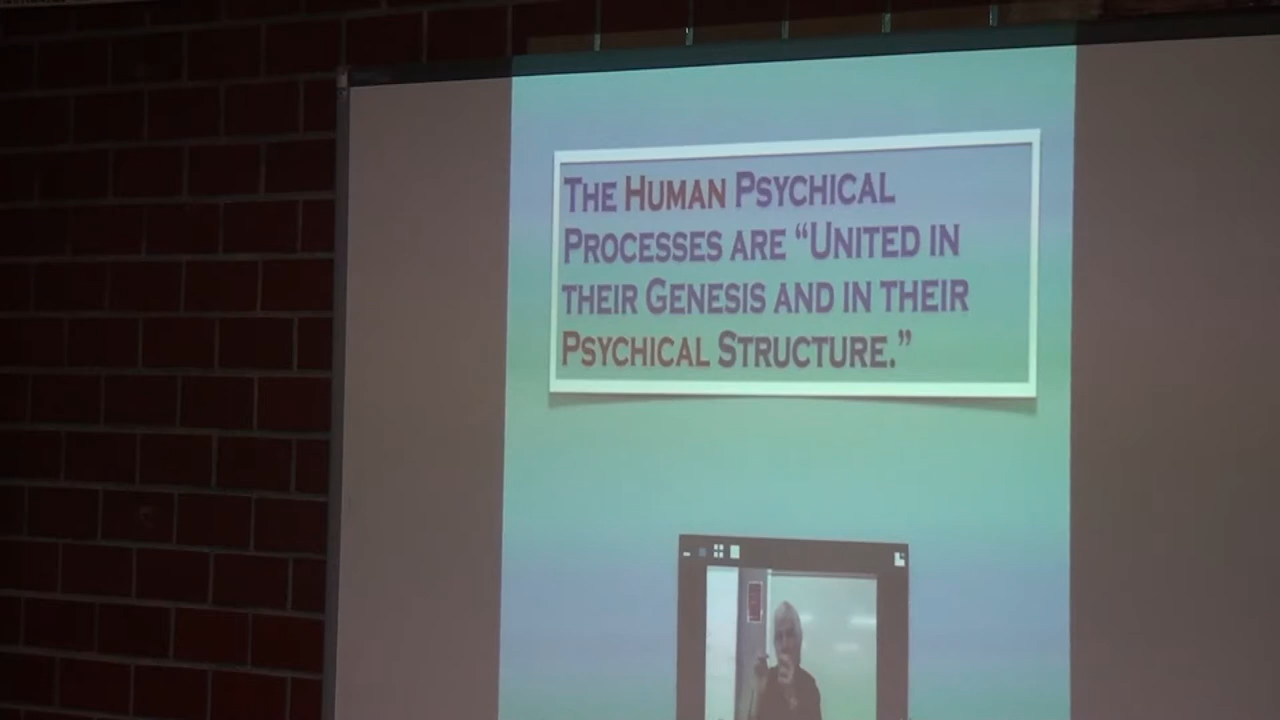 The Human Psychical
Processes are “United in
their Genesis and in their
Psychical Structure.”